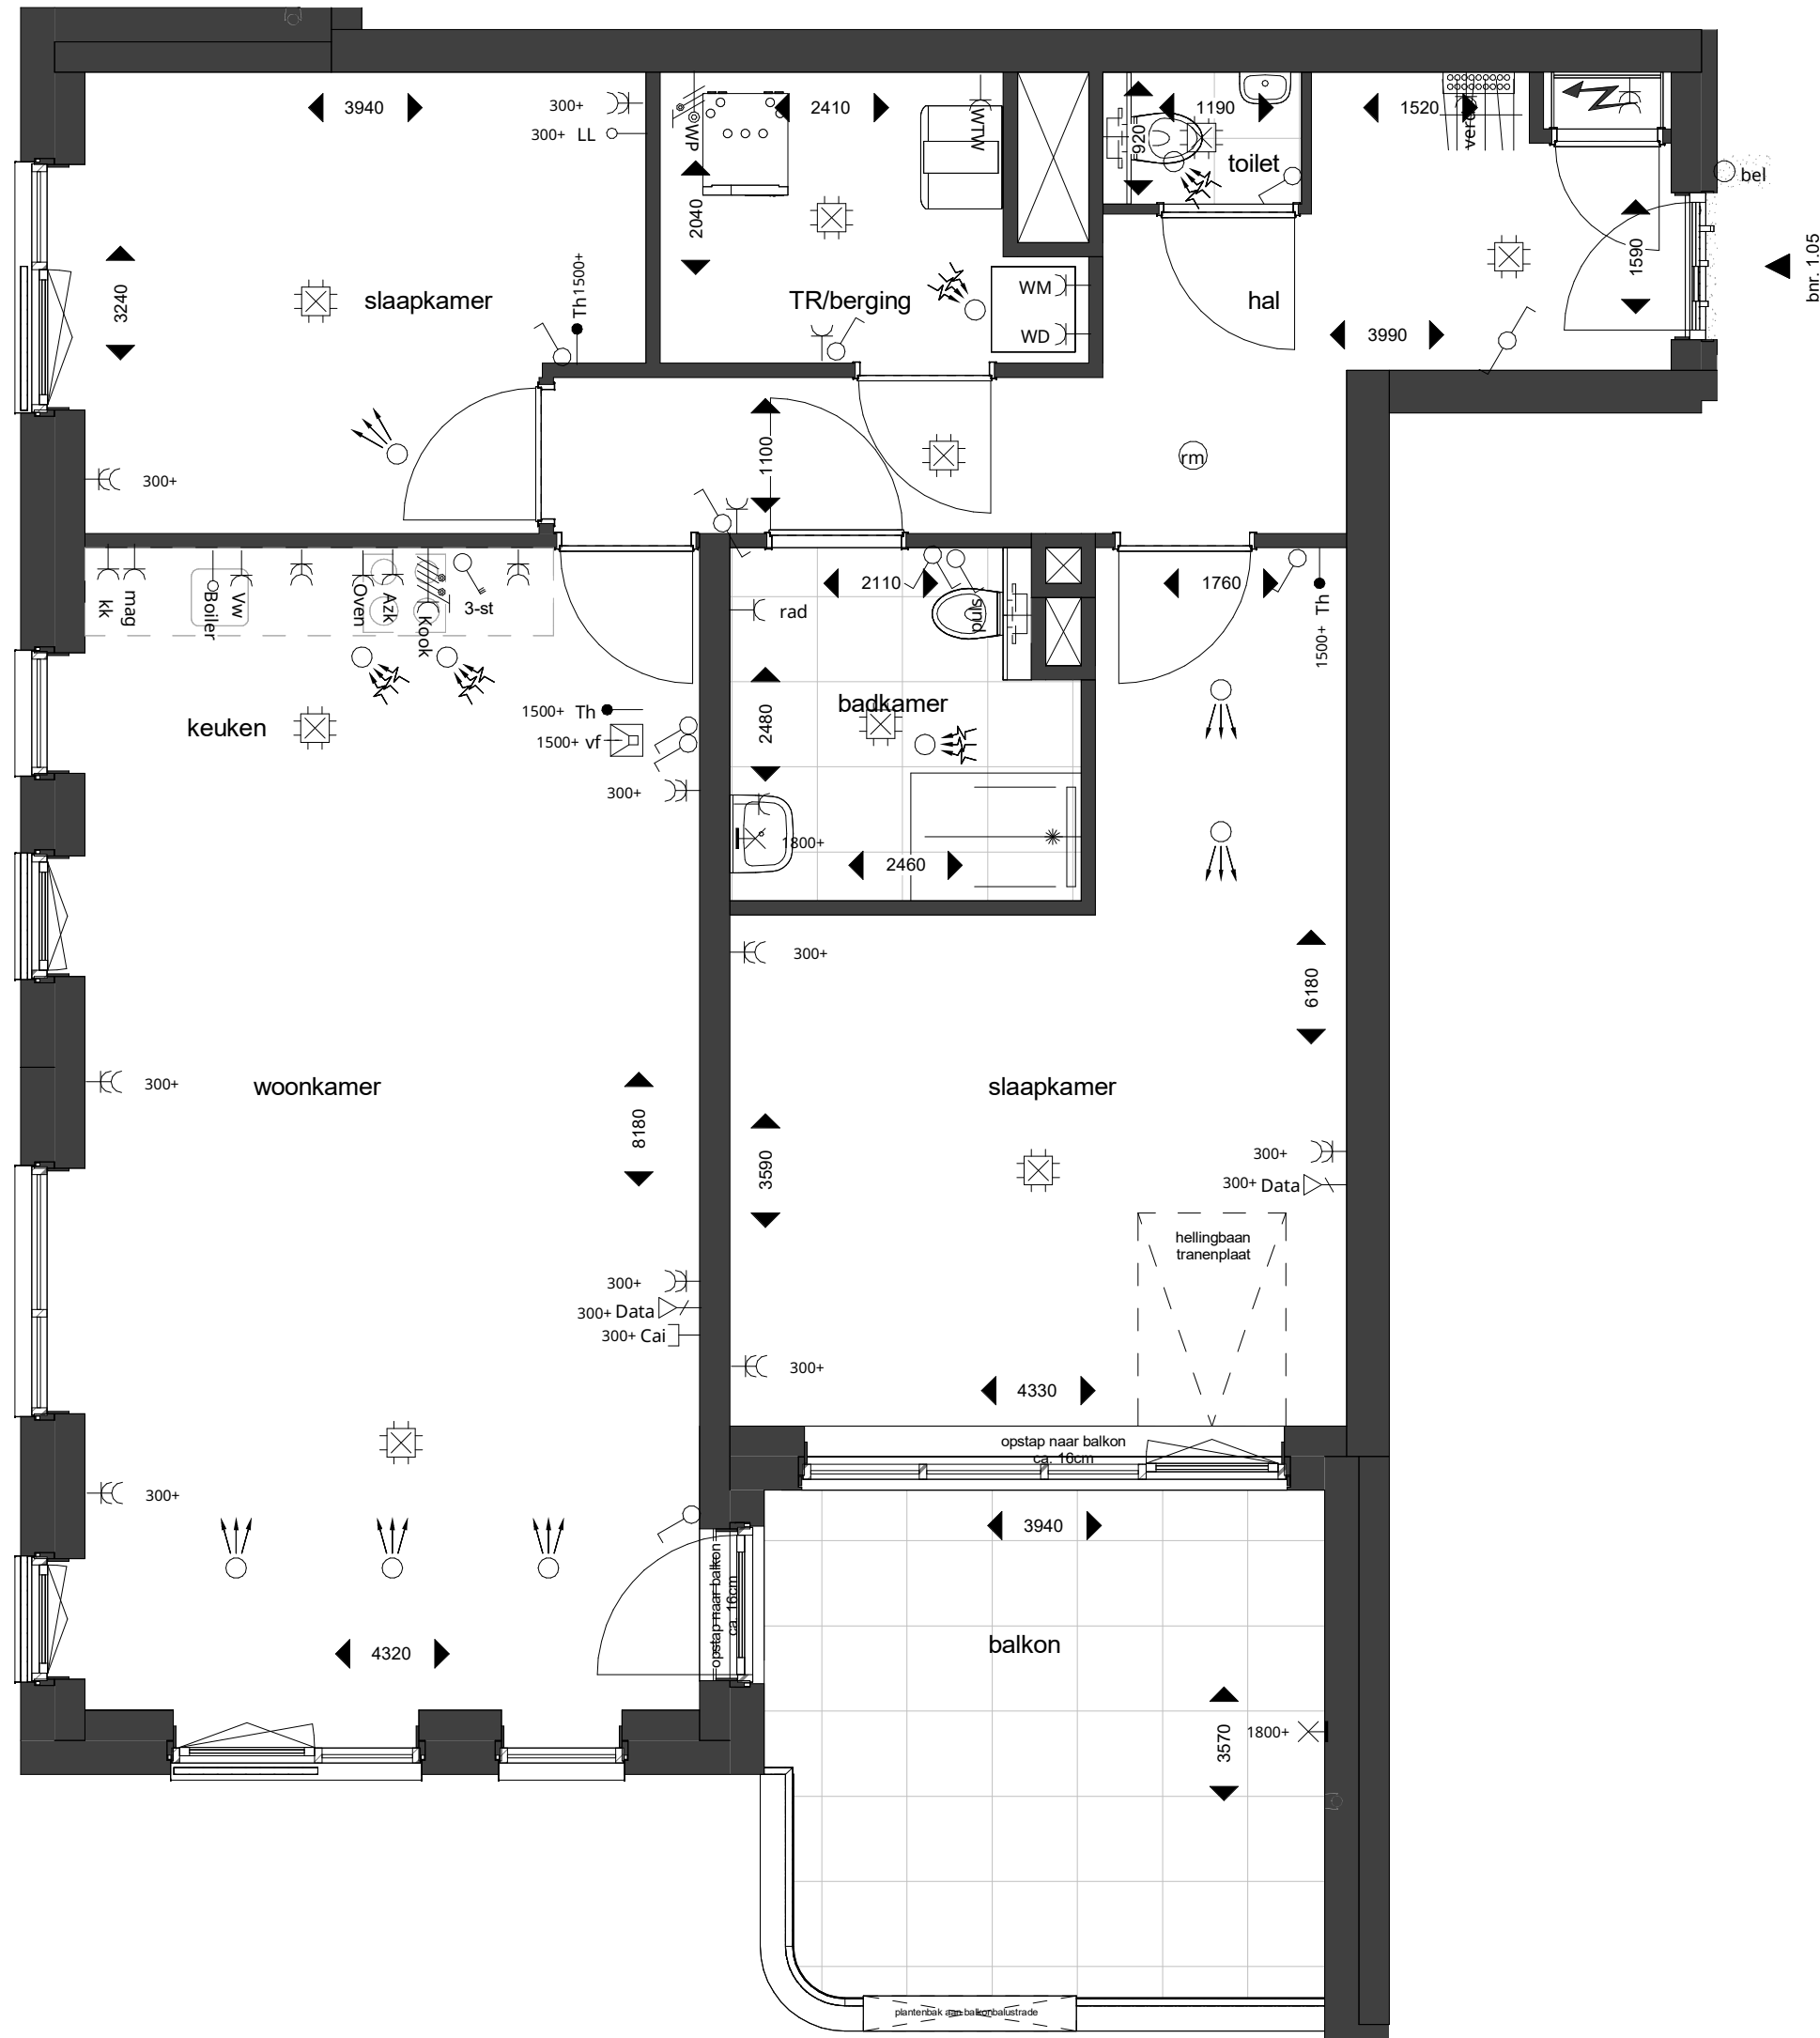 3940
300+
300+ LL
2410
WP
WTW
1190
920
toilet
1520
bel
bnr. 1.05
2040
3240
slaapkamer
Th1500+
TR/berging
WM
WD
hal
1590
3990
300+
1100
rm
kk
mag
Boiler
Vw
Oven
Azk
Kook
3-st
2110
rad
1760
1500+ Th
keuken
1500+ Th
1500+ vf
300+
2480
badkamer
1800+
2460
300+
6180
woonkamer
300+
8180
slaapkamer
3590
300+
300+ Data
hellingbaan
tranenplaat
300+
300+ Data
300+ Cai
300+
4330
opstap naar balkon
ca. 16cm
300+
3940
opstap naar balkon
ca. 16cm
4320
balkon
3570
1800+
plantenbak aan balkonbalustrade